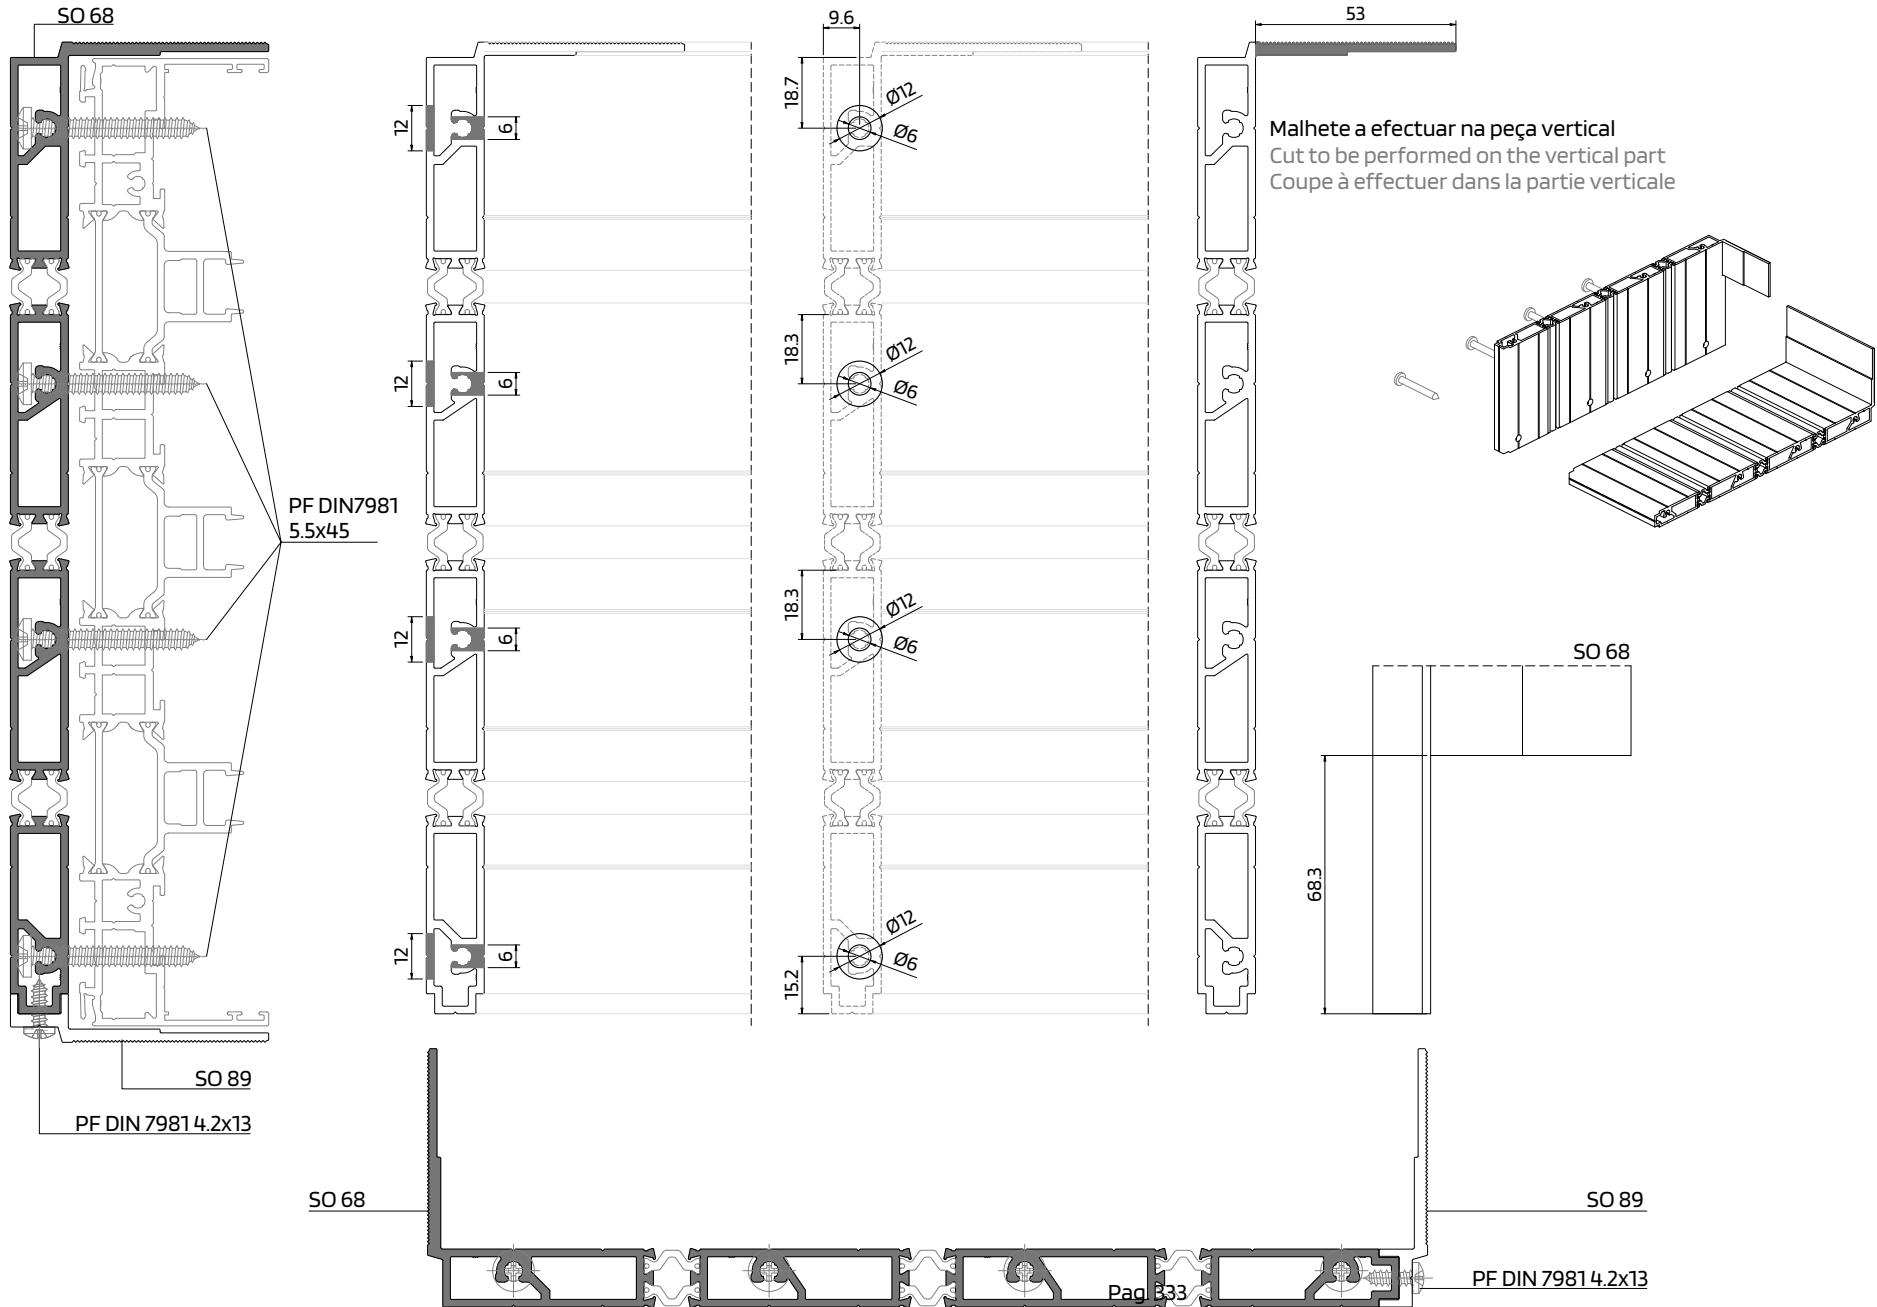 SO 68
9.6
53
18.7
Ø12
Ø6
12
6
Malhete a efectuar na peça vertical
Cut to be performed on the vertical part
Coupe à effectuer dans la partie verticale
18.3
Ø12
Ø6
12
6
PF DIN7981
5.5x45
18.3
Ø12
Ø6
12
6
SO 68
68.3
Ø12
Ø6
12
6
15.2
SO 89
PF DIN 7981 4.2x13
SO 68
SO 89
PF DIN 7981 4.2x13
Pag. 333